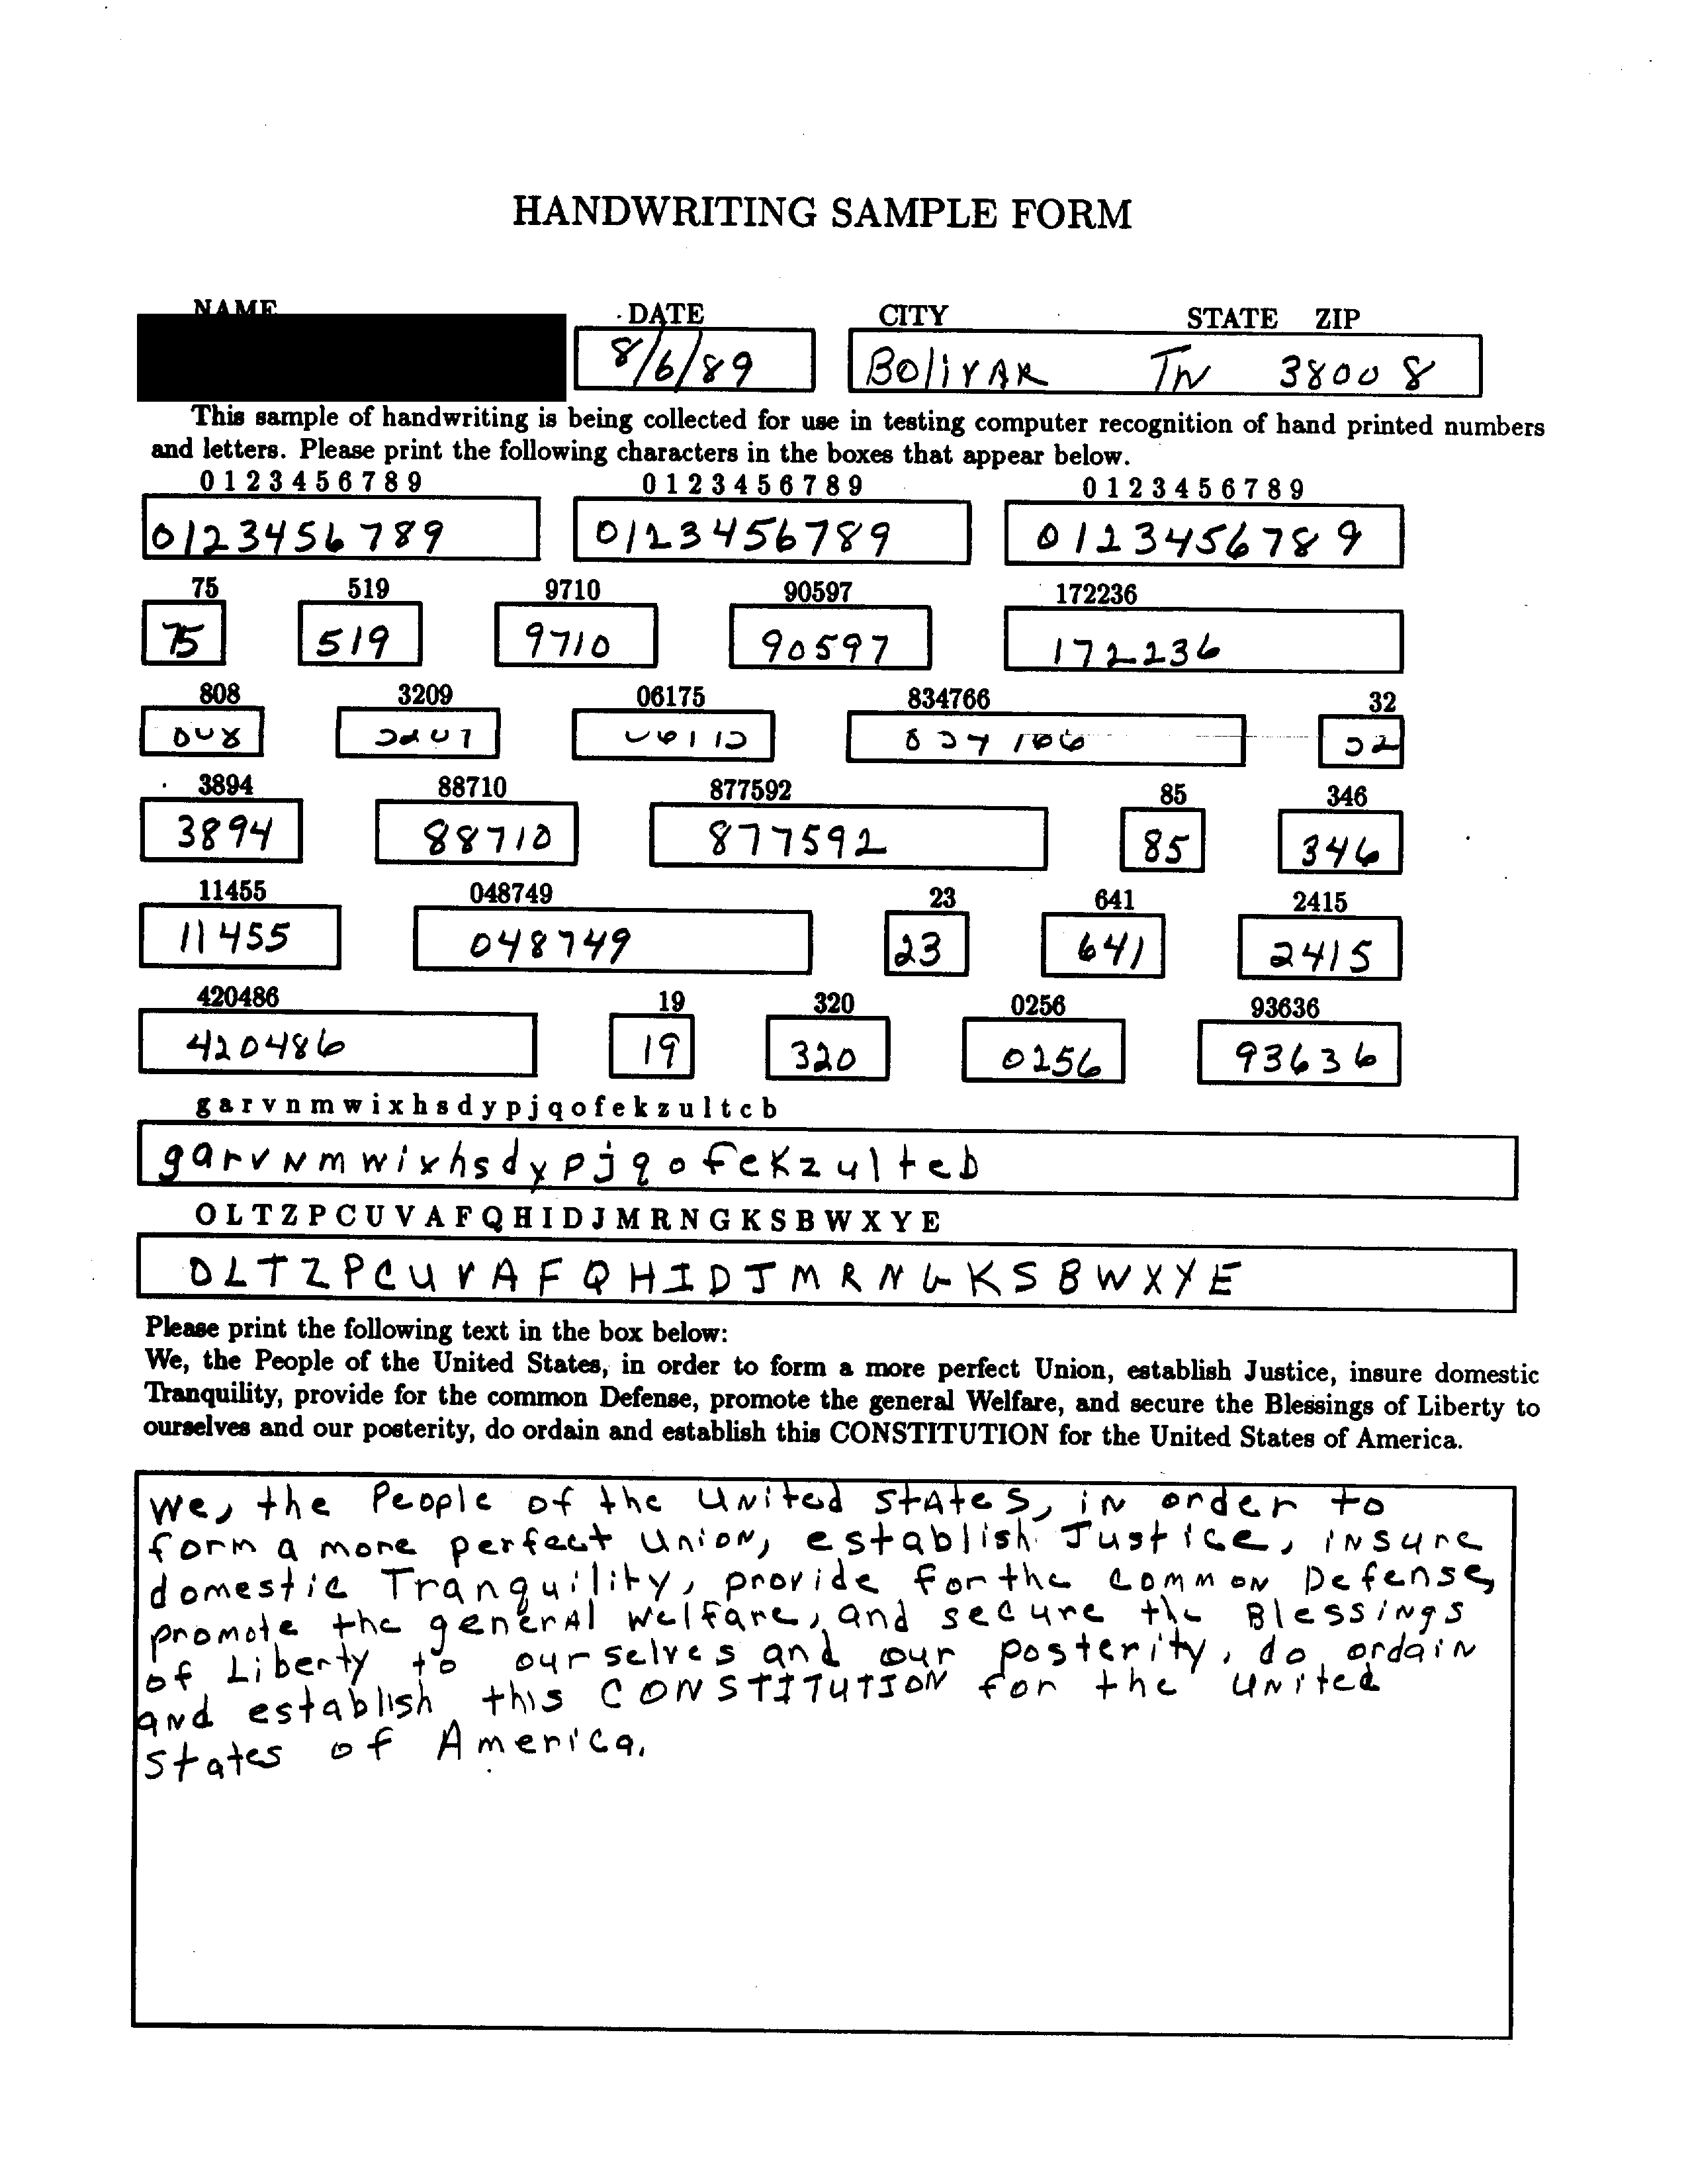 HANDWRITING SAMPLE FORM
NAME DATE CITY STATE ZIP
8/6/89 BolivAR TN 38008
This sample of handwriting is being collected for use in testing computer recognition of hand printed numbers
and letters. Please print the following characters in the boxes that appear below.
0 1 2 3 4 5 6 7 8 9 0 1 2 3 4 5 6 7 8 9 0 1 2 3 4 5 6 7 8 9
0123456789 0123456789 0123456789
75 519 9710 90597 172236
75 519 9710 90597 172236
808 3209 06175 834766 32
3894 88710 877592 85 346
3894 88710 877592 85 346
11455 048749 23 641 2415
11455 048749 23 641 2415
420486 19 320 0256 93636
420486 19 320 0256 93636
g a r v n m w i x h s d y p j q o f e k z u l t c b
g a r v N m w i x h s d y p j q o f e K z u l t c b
O L T Z P C U V A F Q H I D J M R N G K S B W X Y E
O L T Z P C U V A F Q H I D J M R N G K S B W X Y E
Please print the following text in the box below:
We, the People of the United States, in order to form a more perfect Union, establish Justice, insure domestic
Tranquility, provide for the common Defense, promote the general Welfare, and secure the Blessings of Liberty to
ourselves and our posterity, do ordain and establish this CONSTITUTION for the United States of America.
We, the People of the UNited StAtes, iN order to
form a more perfect UnioN, establish Justice, iNsure
domestic Tranquility, provide for the commoN Defense,
promote the generAl Welfare, and secure the BlessiNgs
of Liberty to ourselves and our posterity, do ordaiN
aNd establish this CONSTITUTION for the UNited
States of America.